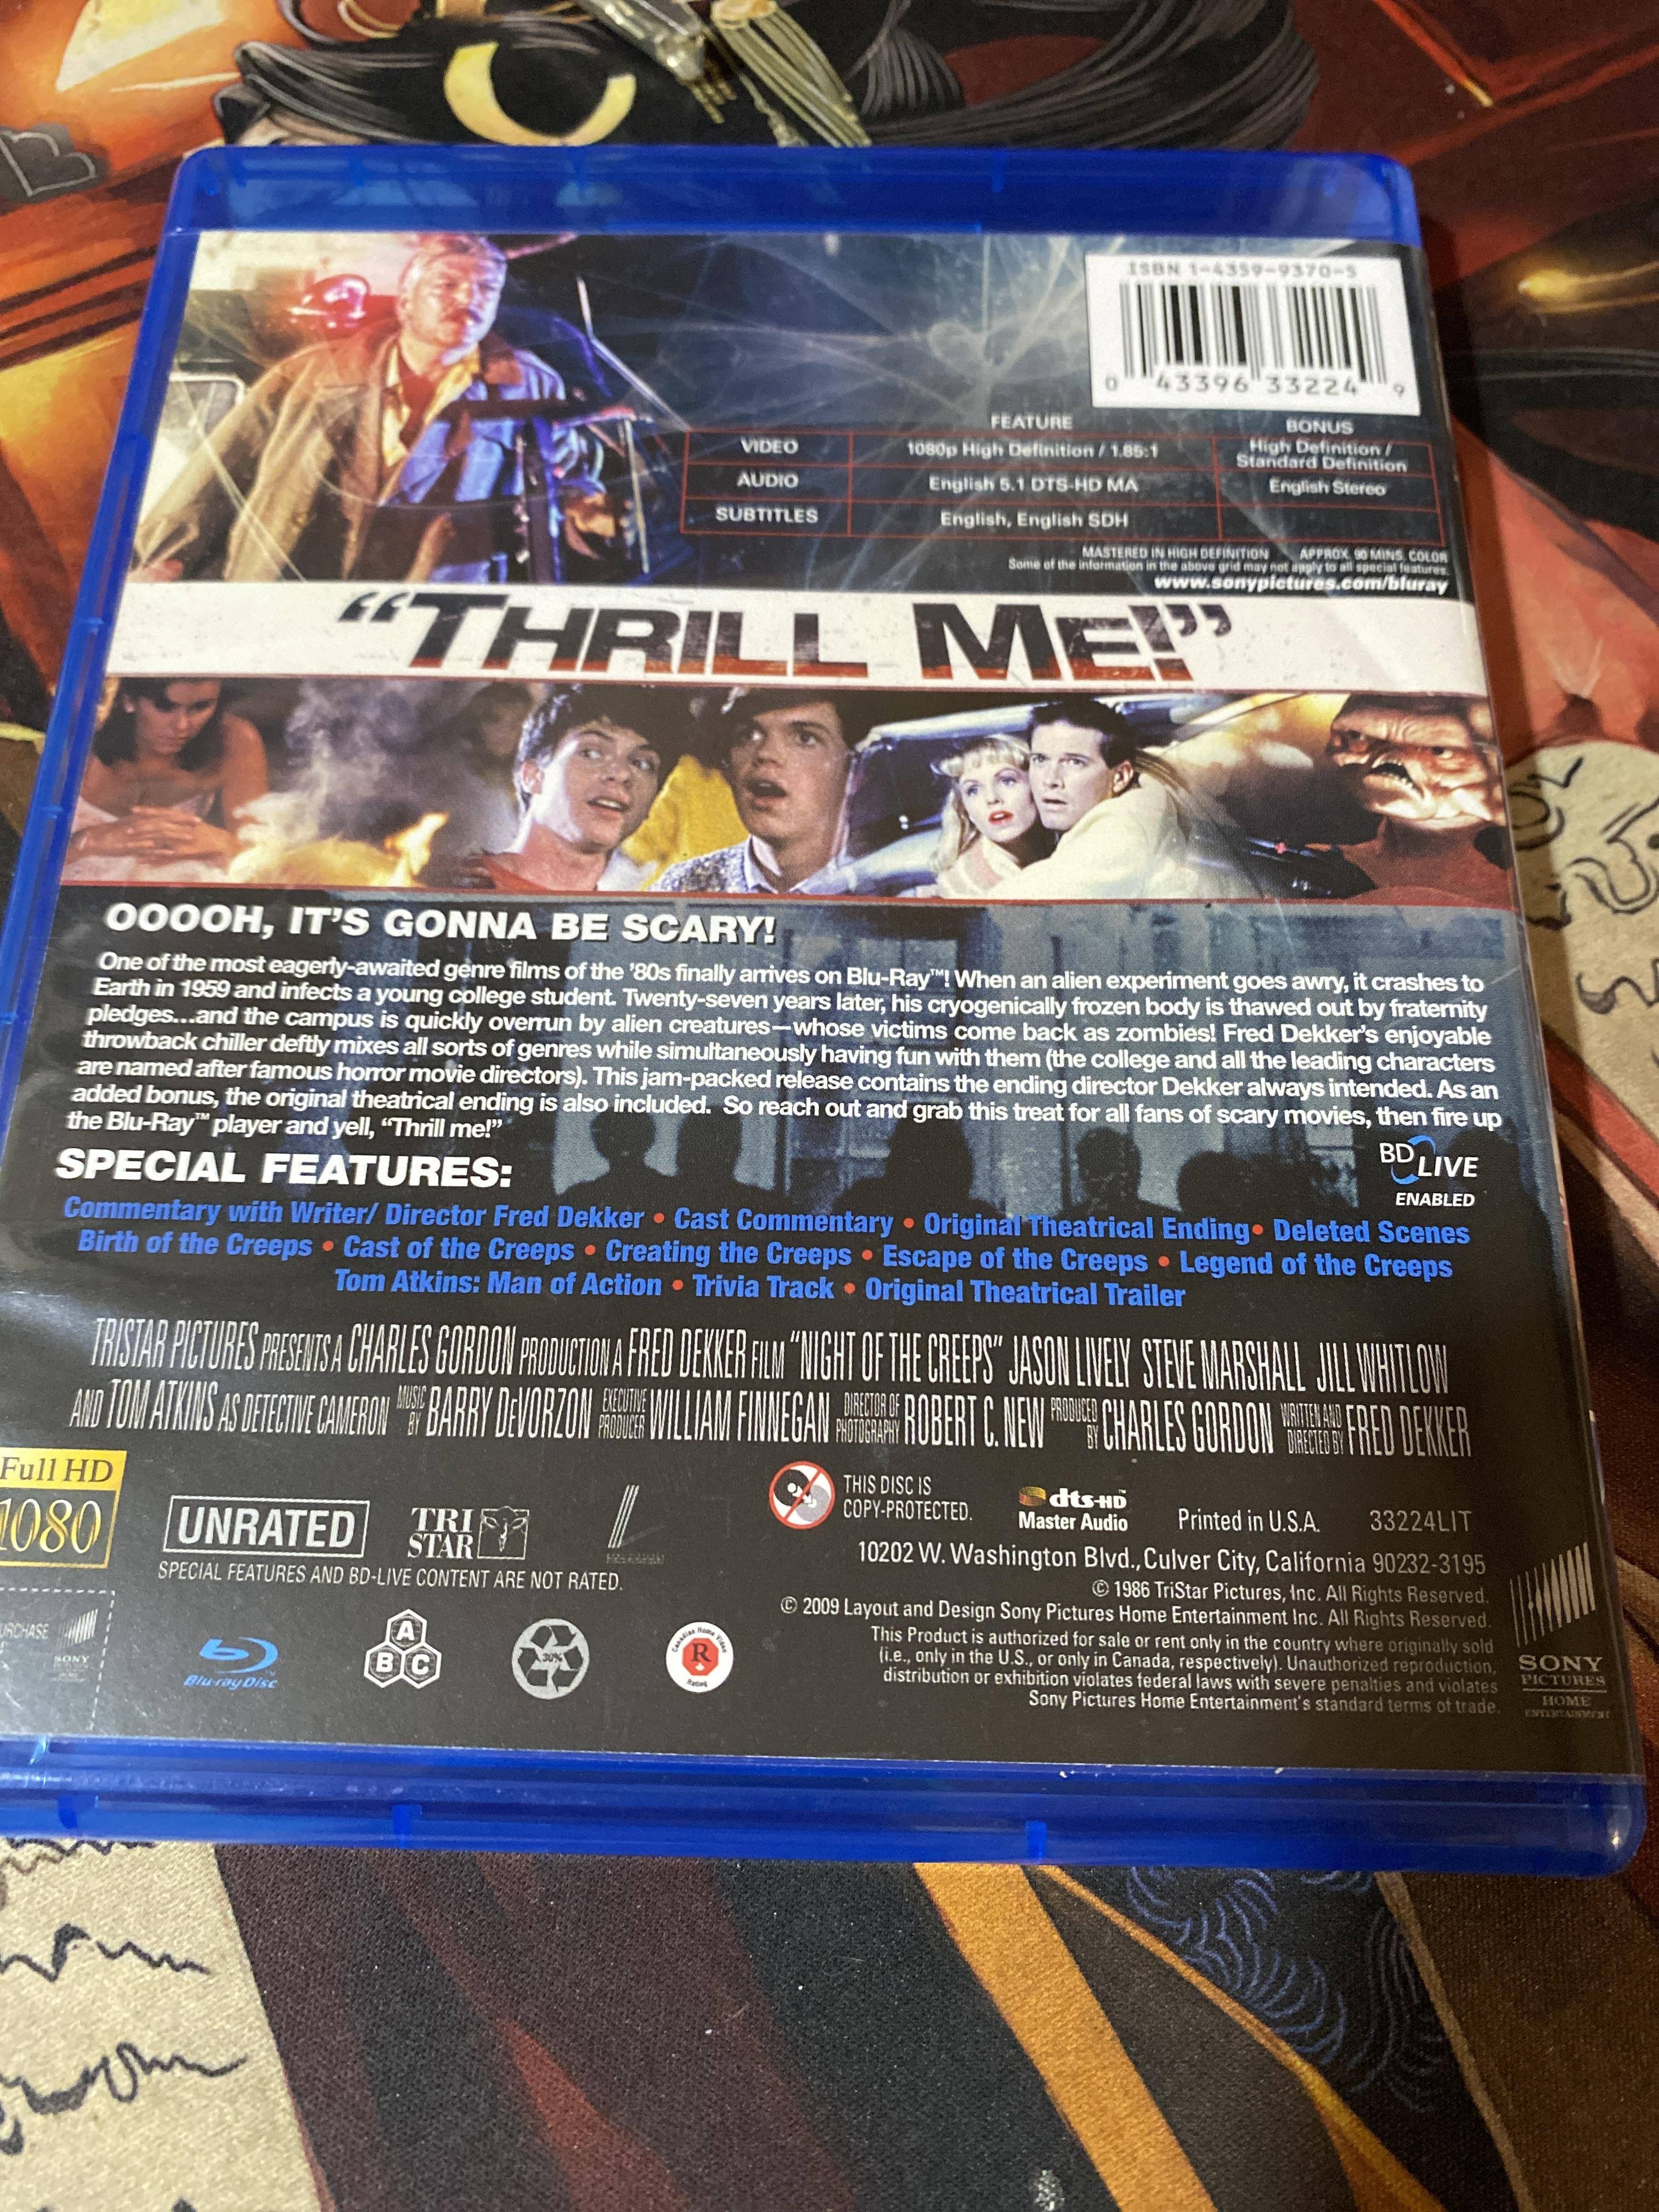 ISBN 1-4359-9370-5
0 43396 33224 9
FEATURE BONUS
VIDEO 1080p High Definition / 1.85:1 High Definition / Standard Definition
AUDIO English 5.1 DTS-HD MA English Stereo
SUBTITLES English, English SDH
MASTERED IN HIGH DEFINITION APPROX. 90 MINS. COLOR
Some of the information in the above grid may not apply to all special features.
www.sonypictures.com/bluray
“THRILL ME!”
OOOOH, IT'S GONNA BE SCARY!
One of the most eagerly-awaited genre films of the '80s finally arrives on Blu-Ray™! When an alien experiment goes awry, it crashes to
Earth in 1959 and infects a young college student. Twenty-seven years later, his cryogenically frozen body is thawed out by fraternity
pledges...and the campus is quickly overrun by alien creatures—whose victims come back as zombies! Fred Dekker's enjoyable
throwback chiller deftly mixes all sorts of genres while simultaneously having fun with them (the college and all the leading characters
are named after famous horror movie directors). This jam-packed release contains the ending director Dekker always intended. As an
added bonus, the original theatrical ending is also included. So reach out and grab this treat for all fans of scary movies, then fire up
the Blu-Ray™ player and yell, “Thrill me!”
BD LIVE
ENABLED
SPECIAL FEATURES:
Commentary with Writer/ Director Fred Dekker • Cast Commentary • Original Theatrical Ending• Deleted Scenes
Birth of the Creeps • Cast of the Creeps • Creating the Creeps • Escape of the Creeps • Legend of the Creeps
Tom Atkins: Man of Action • Trivia Track • Original Theatrical Trailer
TRISTAR PICTURES PRESENTS A CHARLES GORDON PRODUCTION A FRED DEKKER FILM “NIGHT OF THE CREEPS” JASON LIVELY STEVE MARSHALL JILL WHITLOW
AND TOM ATKINS AS DETECTIVE CAMERON MUSIC BY BARRY DeVORZON EXECUTIVE PRODUCER WILLIAM FINNEGAN DIRECTOR OF PHOTOGRAPHY ROBERT C. NEW PRODUCED BY CHARLES GORDON WRITTEN AND DIRECTED BY FRED DEKKER
Full HD
1080
UNRATED
TRI
STAR
SPECIAL FEATURES AND BD-LIVE CONTENT ARE NOT RATED.
THIS DISC IS
COPY-PROTECTED.
dts-HD™
Master Audio
Printed in U.S.A. 33224LIT
10202 W. Washington Blvd., Culver City, California 90232-3195
© 1986 TriStar Pictures, Inc. All Rights Reserved.
© 2009 Layout and Design Sony Pictures Home Entertainment Inc. All Rights Reserved.
This Product is authorized for sale or rent only in the country where originally sold
(i.e., only in the U.S., or only in Canada, respectively). Unauthorized reproduction,
distribution or exhibition violates federal laws with severe penalties and violates
Sony Pictures Home Entertainment's standard terms of trade.
SONY
Blu-ray Disc™
A
B C
30%
Canadian Home Video
R
Rating
SONY
PICTURES
HOME
ENTERTAINMENT